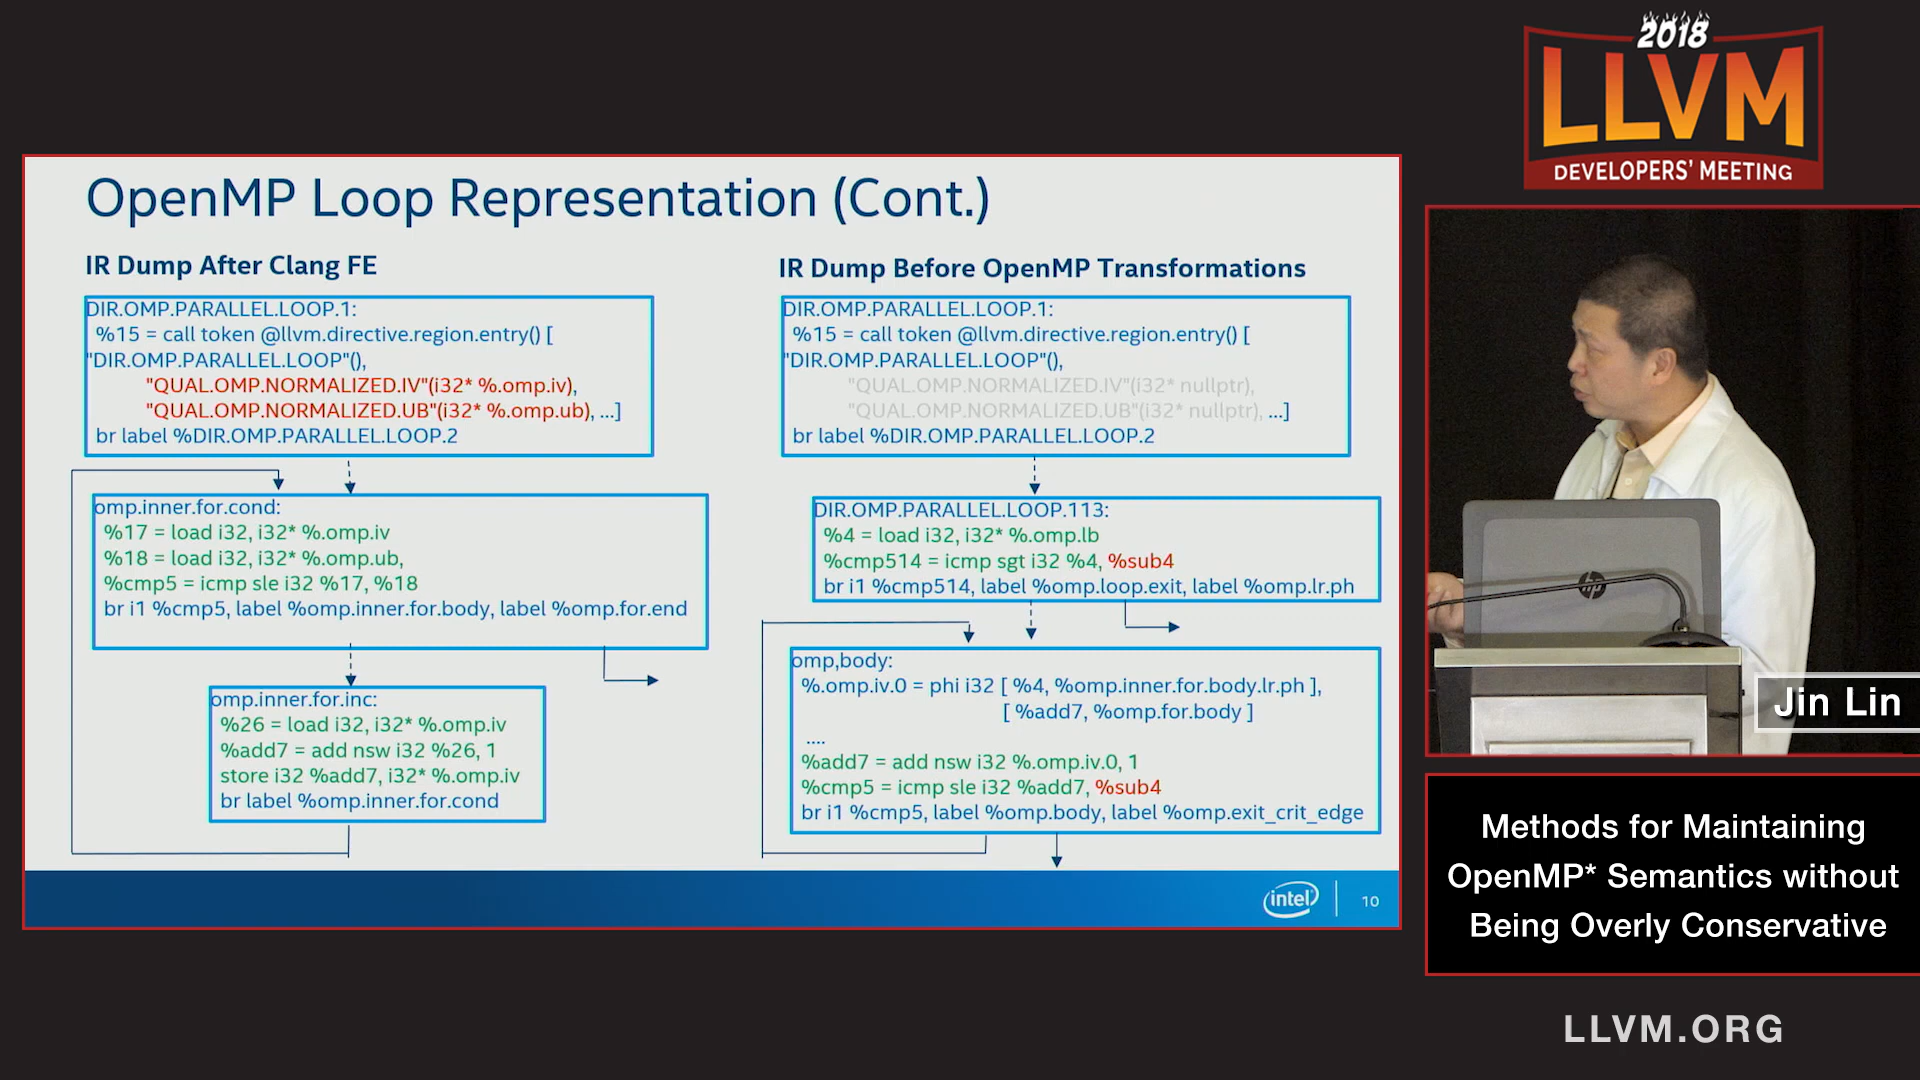 2018
LLVM
DEVELOPERS' MEETING
OpenMP Loop Representation (Cont.)
IR Dump After Clang FE
DIR.OMP.PARALLEL.LOOP.1:
%15 = call token @llvm.directive.region.entry() [
"DIR.OMP.PARALLEL.LOOP"(),
"QUAL.OMP.NORMALIZED.IV"(i32* %.omp.iv),
"QUAL.OMP.NORMALIZED.UB"(i32* %.omp.ub), ...]
br label %DIR.OMP.PARALLEL.LOOP.2
omp.inner.for.cond:
%17 = load i32, i32* %.omp.iv
%18 = load i32, i32* %.omp.ub,
%cmp5 = icmp sle i32 %17, %18
br i1 %cmp5, label %omp.inner.for.body, label %omp.for.end
omp.inner.for.inc:
%26 = load i32, i32* %.omp.iv
%add7 = add nsw i32 %26, 1
store i32 %add7, i32* %.omp.iv
br label %omp.inner.for.cond
IR Dump Before OpenMP Transformations
DIR.OMP.PARALLEL.LOOP.1:
%15 = call token @llvm.directive.region.entry() [
"DIR.OMP.PARALLEL.LOOP"(),
"QUAL.OMP.NORMALIZED.IV"(i32* nullptr),
"QUAL.OMP.NORMALIZED.UB"(i32* nullptr), ...]
br label %DIR.OMP.PARALLEL.LOOP.2
DIR.OMP.PARALLEL.LOOP.113:
%4 = load i32, i32* %.omp.lb
%cmp514 = icmp sgt i32 %4, %sub4
br i1 %cmp514, label %omp.loop.exit, label %omp.lr.ph
omp,body:
%.omp.iv.0 = phi i32 [ %4, %omp.inner.for.body.lr.ph ],
[ %add7, %omp.for.body ]
....
%add7 = add nsw i32 %.omp.iv.0, 1
%cmp5 = icmp sle i32 %add7, %sub4
br i1 %cmp5, label %omp.body, label %omp.exit_crit_edge
intel
10
hp
Jin Lin
Methods for Maintaining
OpenMP* Semantics without
Being Overly Conservative
LLVM.ORG